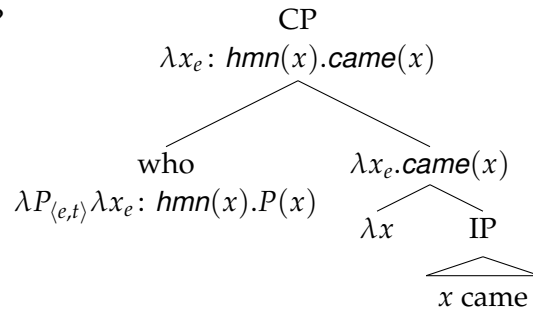 ?
CP
λx_e : hmn(x).came(x)
who λx_e.came(x)
λP_⟨e,t⟩λx_e : hmn(x).P(x) λx IP
x came